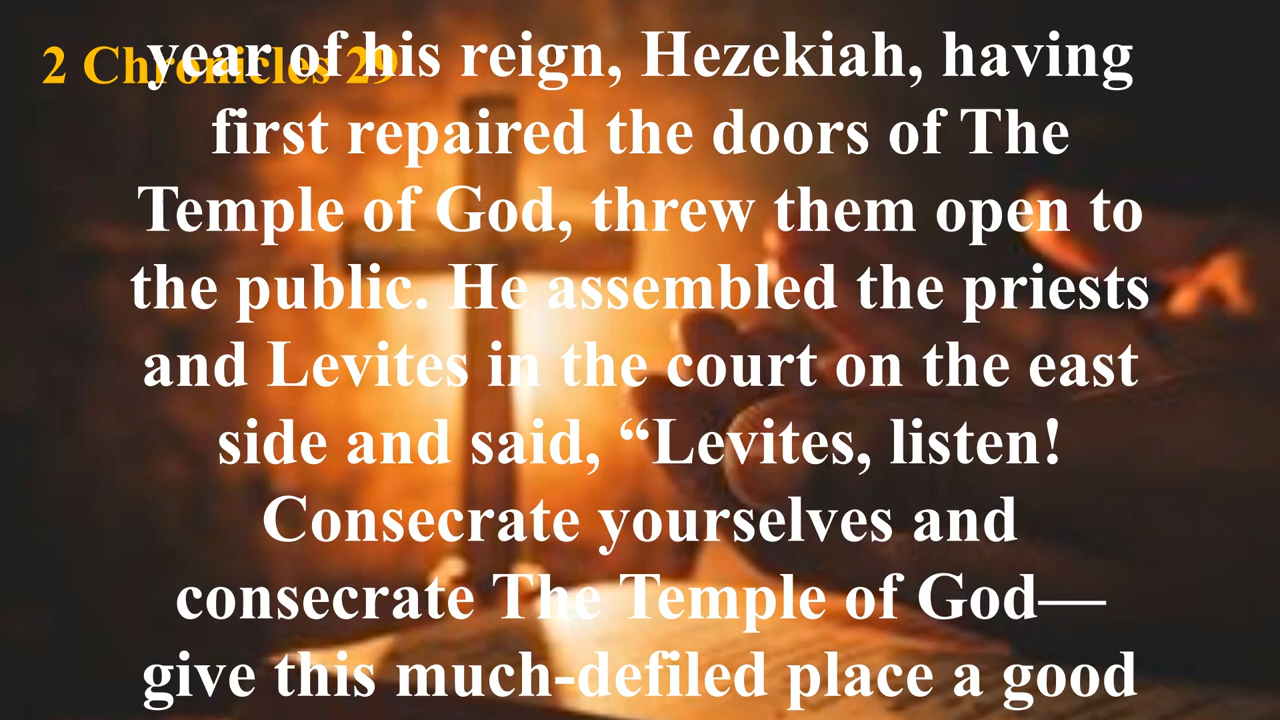 2 Chronicles 29
year of his reign, Hezekiah, having
first repaired the doors of The
Temple of God, threw them open to
the public. He assembled the priests
and Levites in the court on the east
side and said, “Levites, listen!
Consecrate yourselves and
consecrate The Temple of God—
give this much-defiled place a good